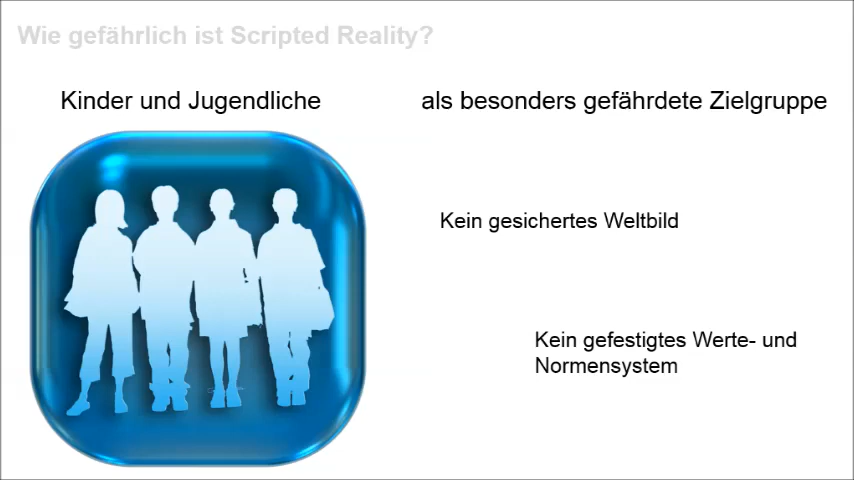 Wie gefährlich ist Scripted Reality?
Kinder und Jugendliche
als besonders gefährdete Zielgruppe
Kein gesichertes Weltbild
Kein gefestigtes Werte- und
Normensystem